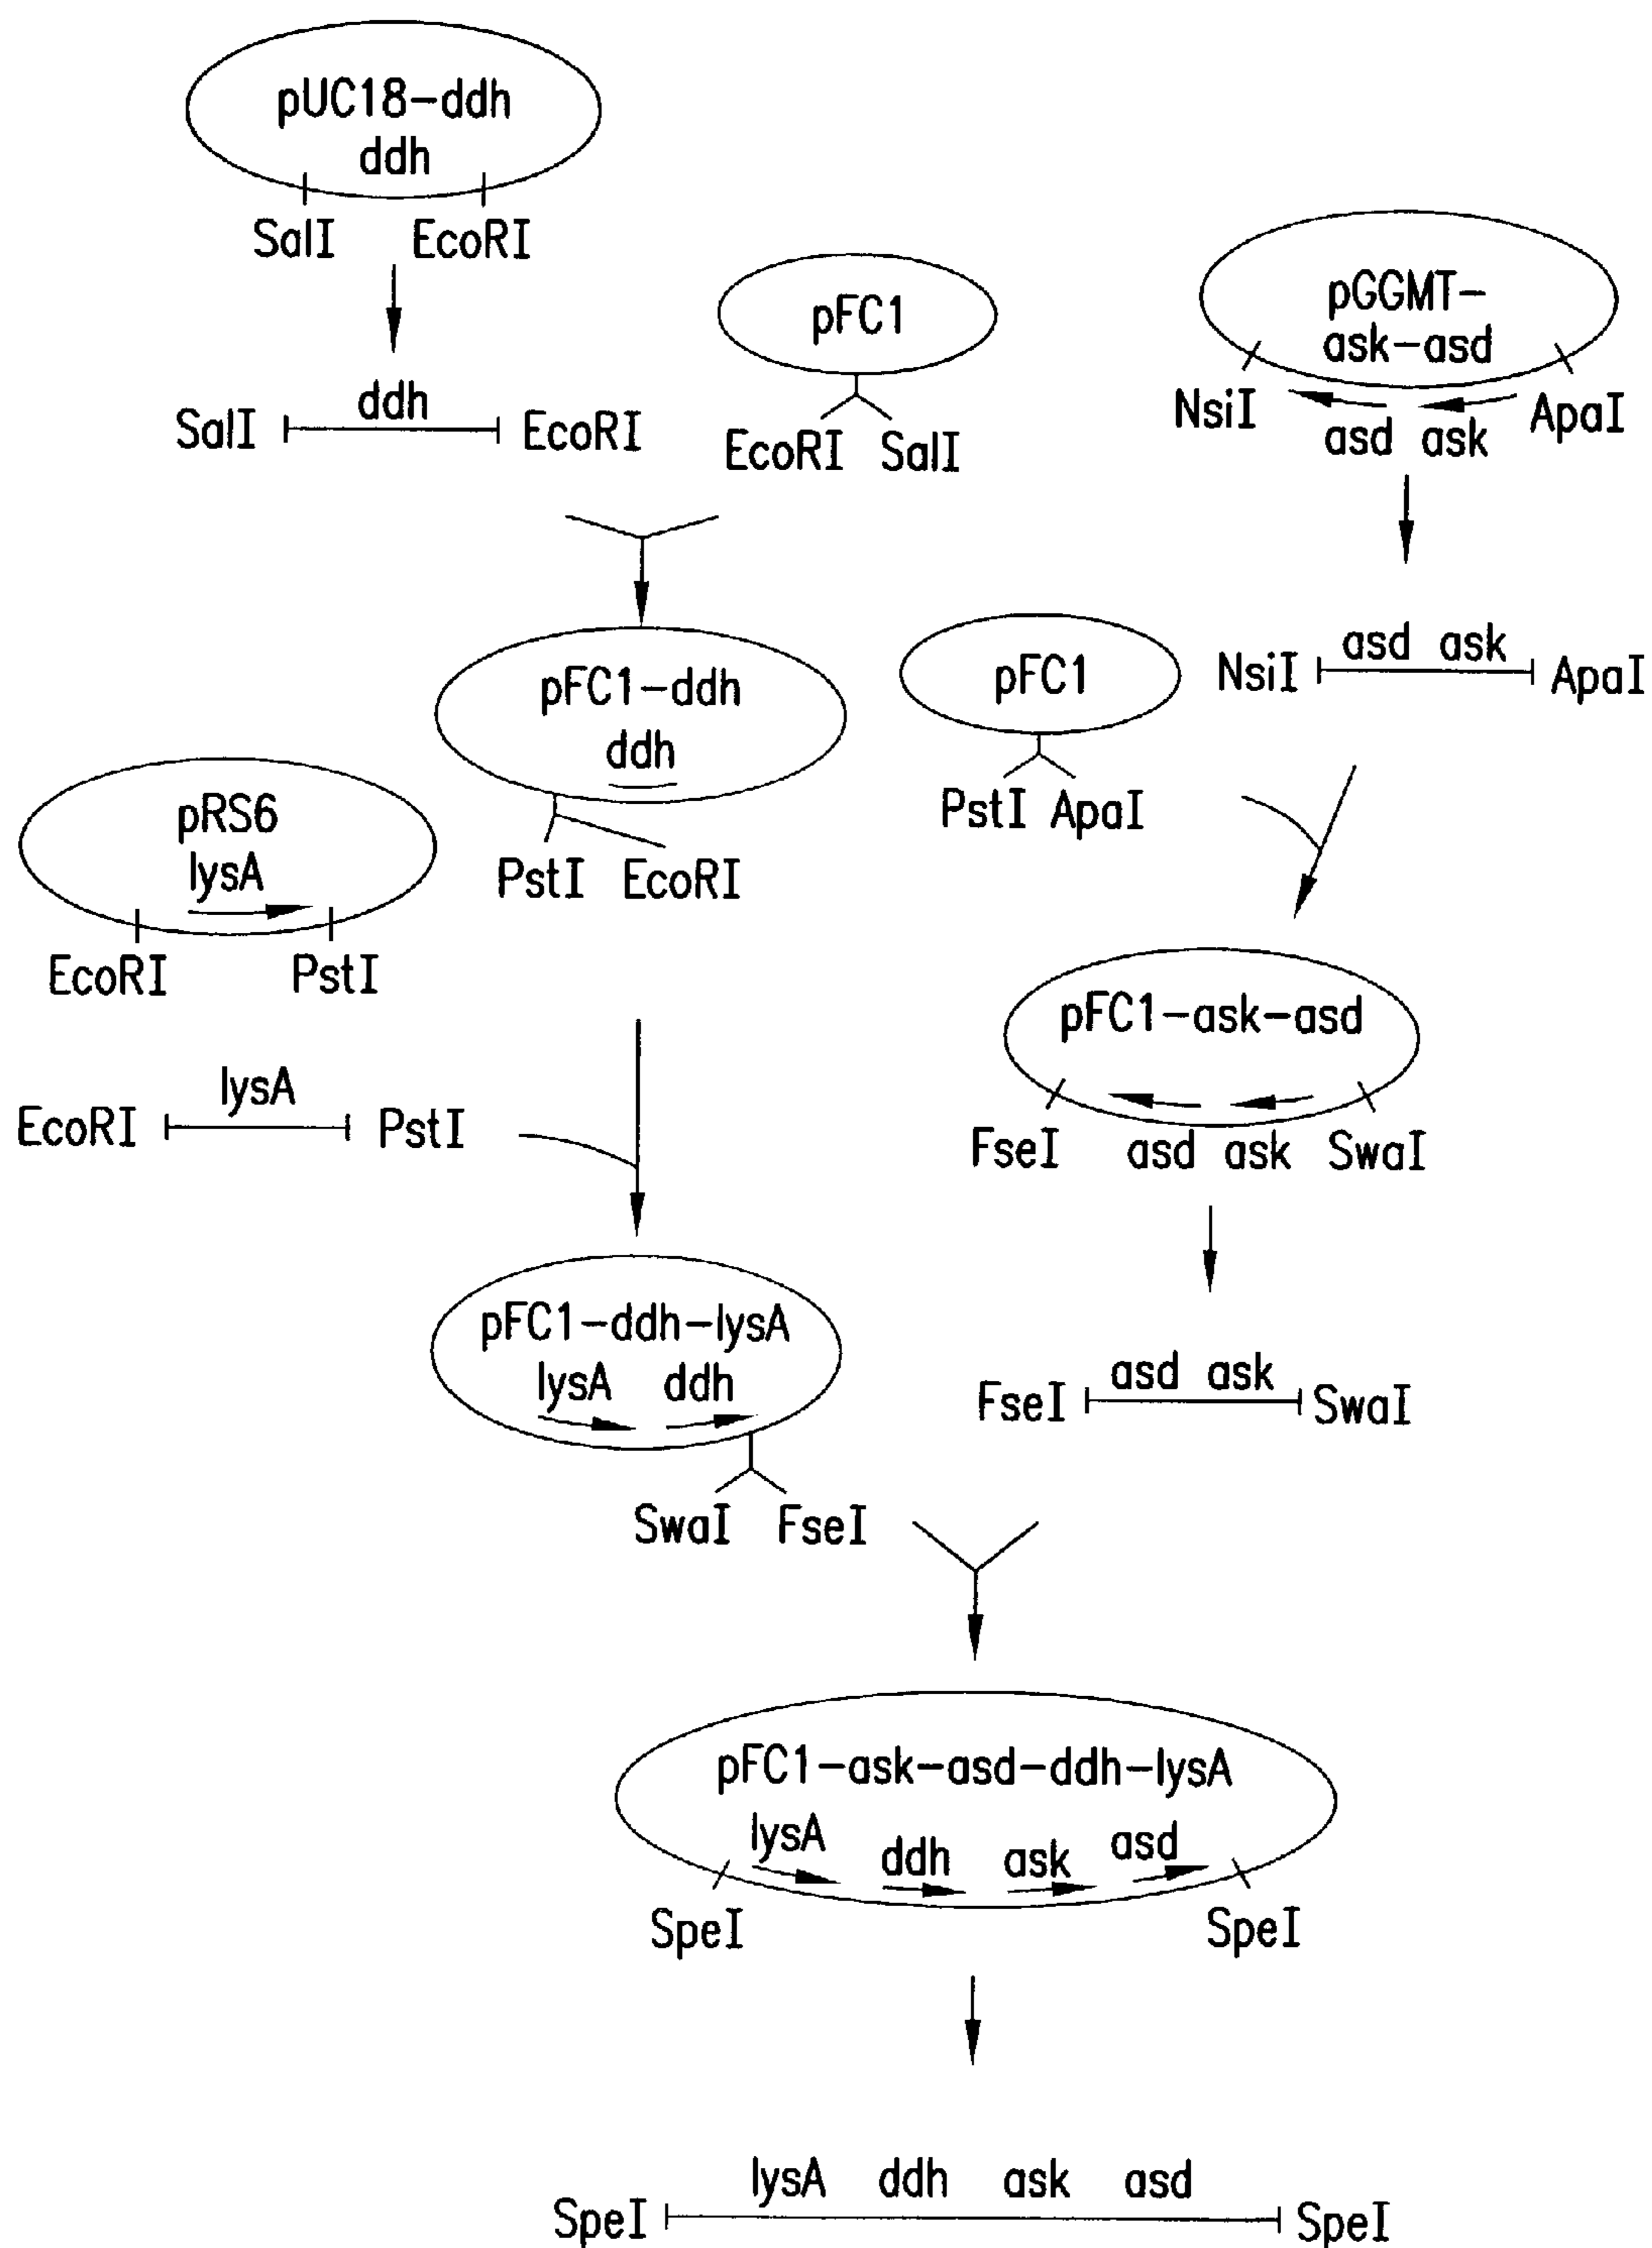 pUC18-ddh
ddh
SalI EcoRI
pFC1
EcoRI SalI
pGGMT-
ask-asd
NsiI ApaI
asd ask
SalI ddh EcoRI
NsiI asd ask ApaI
pFC1
PstI ApaI
pFC1-ddh
ddh
PstI EcoRI
pRS6
lysA
EcoRI PstI
EcoRI lysA PstI
pFC1-ask-asd
FseI asd ask SwaI
pFC1-ddh-lysA
lysA ddh
SwaI FseI
FseI asd ask SwaI
pFC1-ask-asd-ddh-lysA
lysA ddh ask asd
SpeI SpeI
lysA ddh ask asd
SpeI SpeI